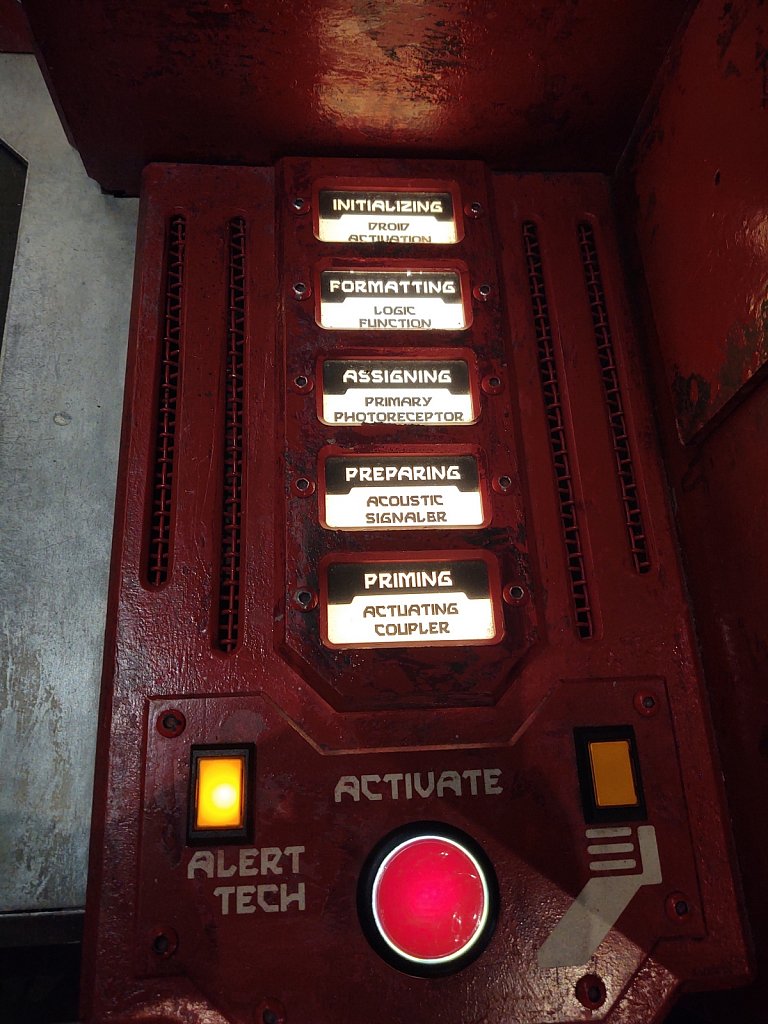 INITIALIZING
DROID
ACTIVATION
FORMATTING
LOGIC
FUNCTION
ASSIGNING
PRIMARY
PHOTORECEPTOR
PREPARING
ACOUSTIC
SIGNALER
PRIMING
ACTUATING
COUPLER
ACTIVATE
ALERT
TECH